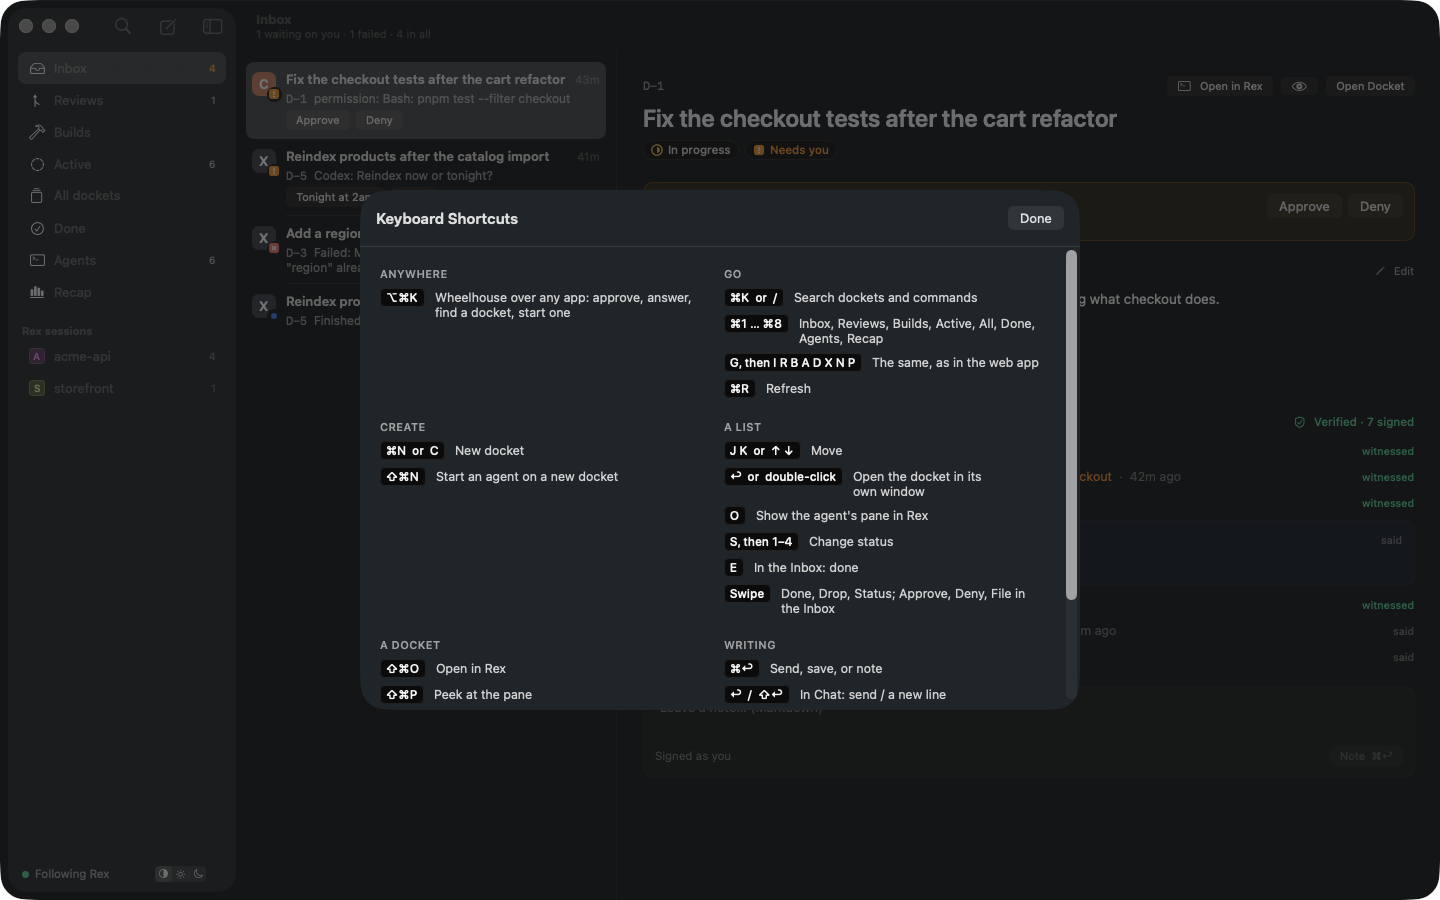 Inbox
1 waiting on you · 1 failed · 4 in all
Inbox 4
Reviews 1
Builds
Active 6
All dockets
Done
Agents 6
Recap
Rex sessions
A acme-api 4
S storefront 1
Following Rex
C Fix the checkout tests after the cart refactor 43m
D–1 permission: Bash: pnpm test --filter checkout
Approve Deny
X Reindex products after the catalog import 41m
D–5 Codex: Reindex now or tonight?
Tonight at 2am
X Add a region
D–3 Failed:
"region"
X Reindex
D–5 Finished
D–1
Open in Rex
Open Docket
Fix the checkout tests after the cart refactor
In progress
Needs you
Approve Deny
Edit
what checkout does.
Verified · 7 signed
witnessed
· 42m ago witnessed
witnessed
said
witnessed
ago said
said
Signed as you
Note ⌘↩
Keyboard Shortcuts
Done
ANYWHERE
⌥⌘K Wheelhouse over any app: approve, answer,
find a docket, start one
GO
⌘K or / Search dockets and commands
⌘1 … ⌘8 Inbox, Reviews, Builds, Active, All, Done,
Agents, Recap
G, then I R B A D X N P The same, as in the web app
⌘R Refresh
CREATE
⌘N or C New docket
⇧⌘N Start an agent on a new docket
A LIST
J K or ↑ ↓ Move
↩ or double-click Open the docket in its
own window
O Show the agent's pane in Rex
S, then 1–4 Change status
E In the Inbox: done
Swipe Done, Drop, Status; Approve, Deny, File in
the Inbox
A DOCKET
⇧⌘O Open in Rex
⇧⌘P Peek at the pane
WRITING
⌘↩ Send, save, or note
↩ / ⇧↩ In Chat: send / a new line